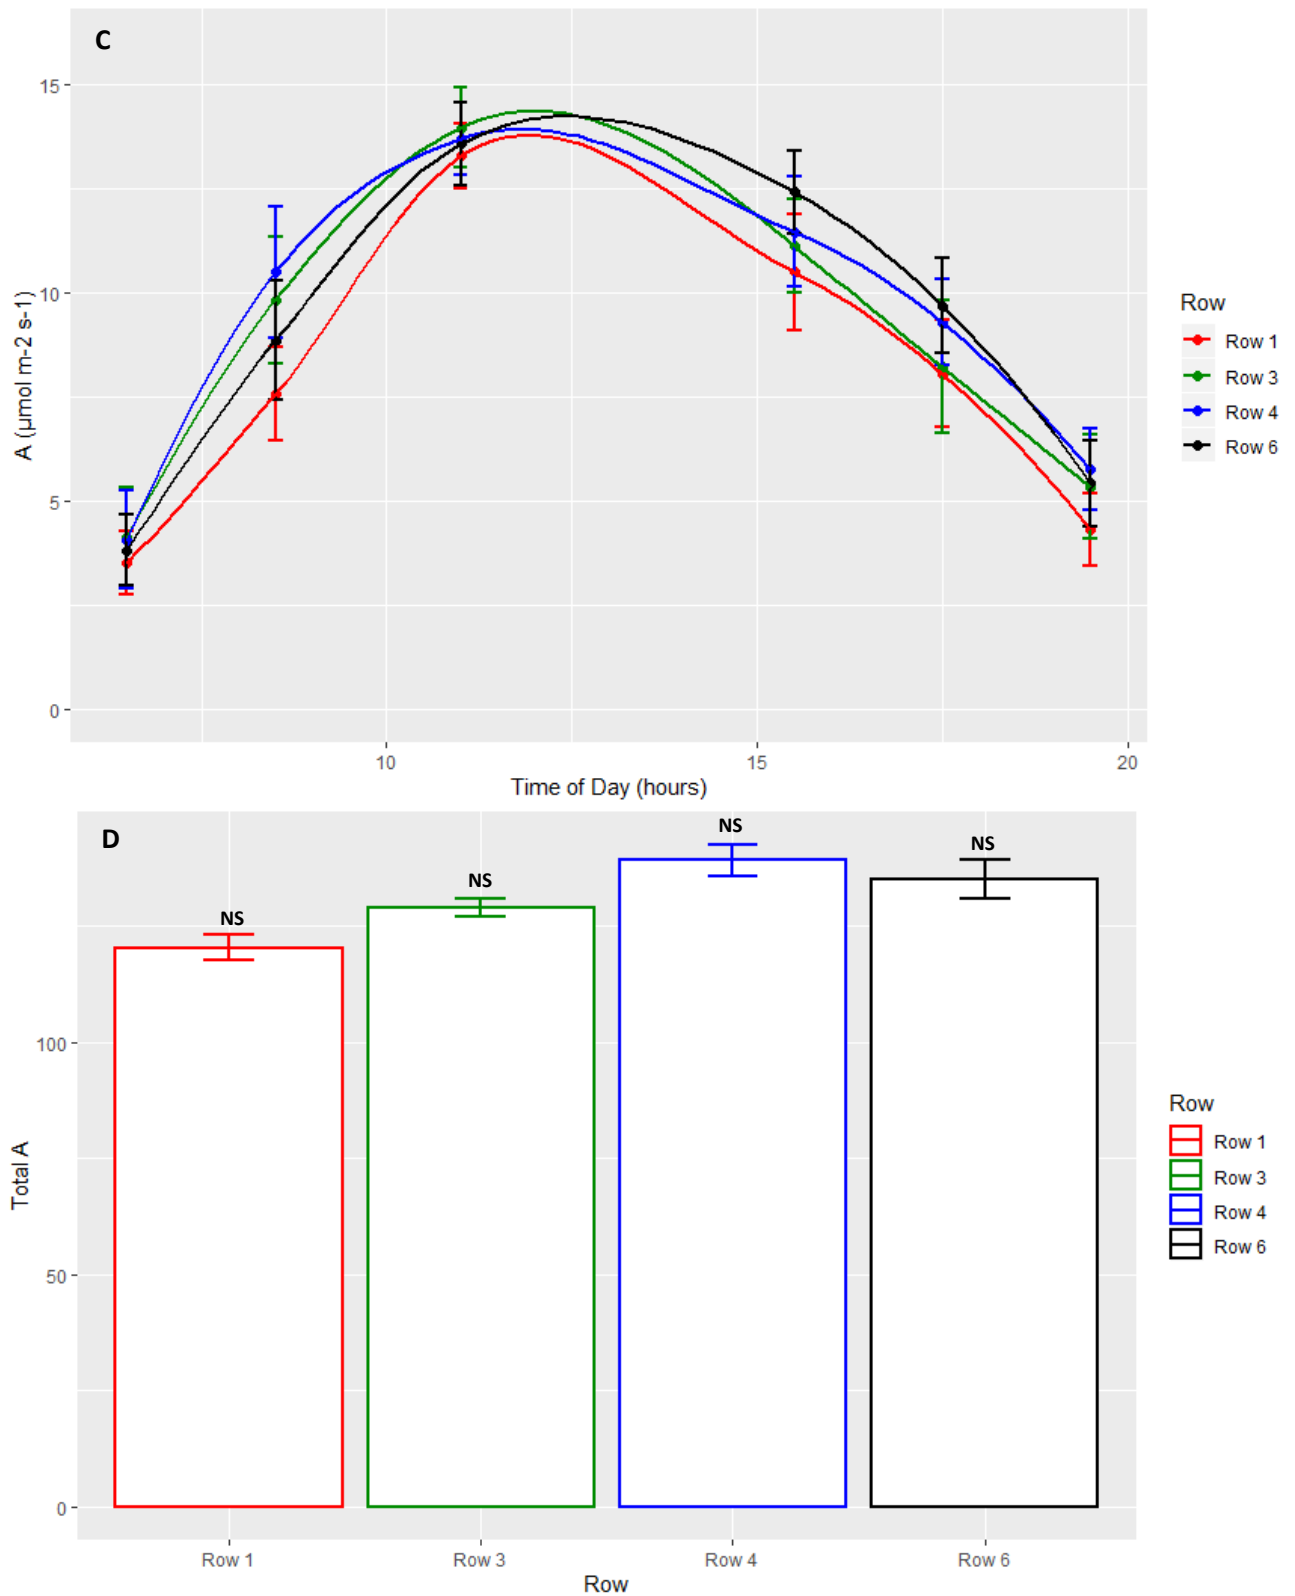 C
15
10
5
0
A (µmol m-2 s-1)
10 15 20
Time of Day (hours)
Row
Row 1
Row 3
Row 4
Row 6
D
NS
NS
NS
NS
100
50
0
Total A
Row 1 Row 3 Row 4 Row 6
Row
Row
Row 1
Row 3
Row 4
Row 6